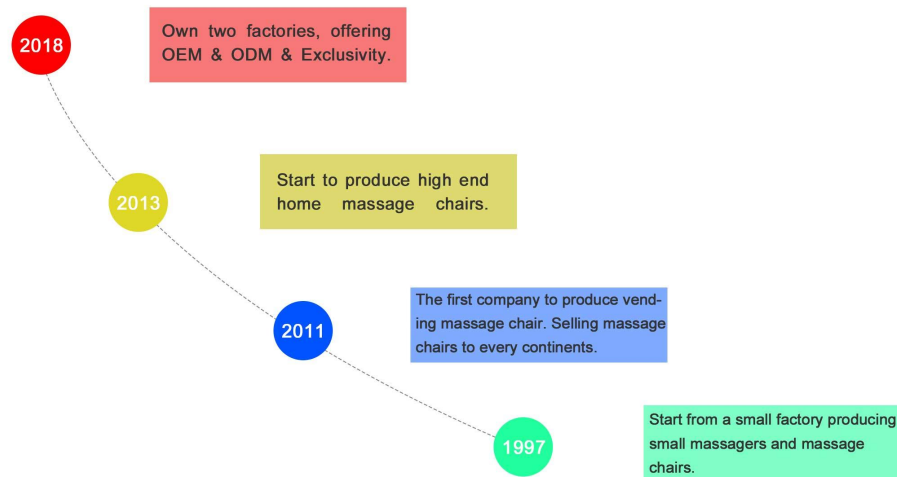 2018
Own two factories, offering
OEM & ODM & Exclusivity.
2013
Start to produce high end
home massage chairs.
2011
The first company to produce vend-
ing massage chair. Selling massage
chairs to every continents.
1997
Start from a small factory producing
small massagers and massage
chairs.